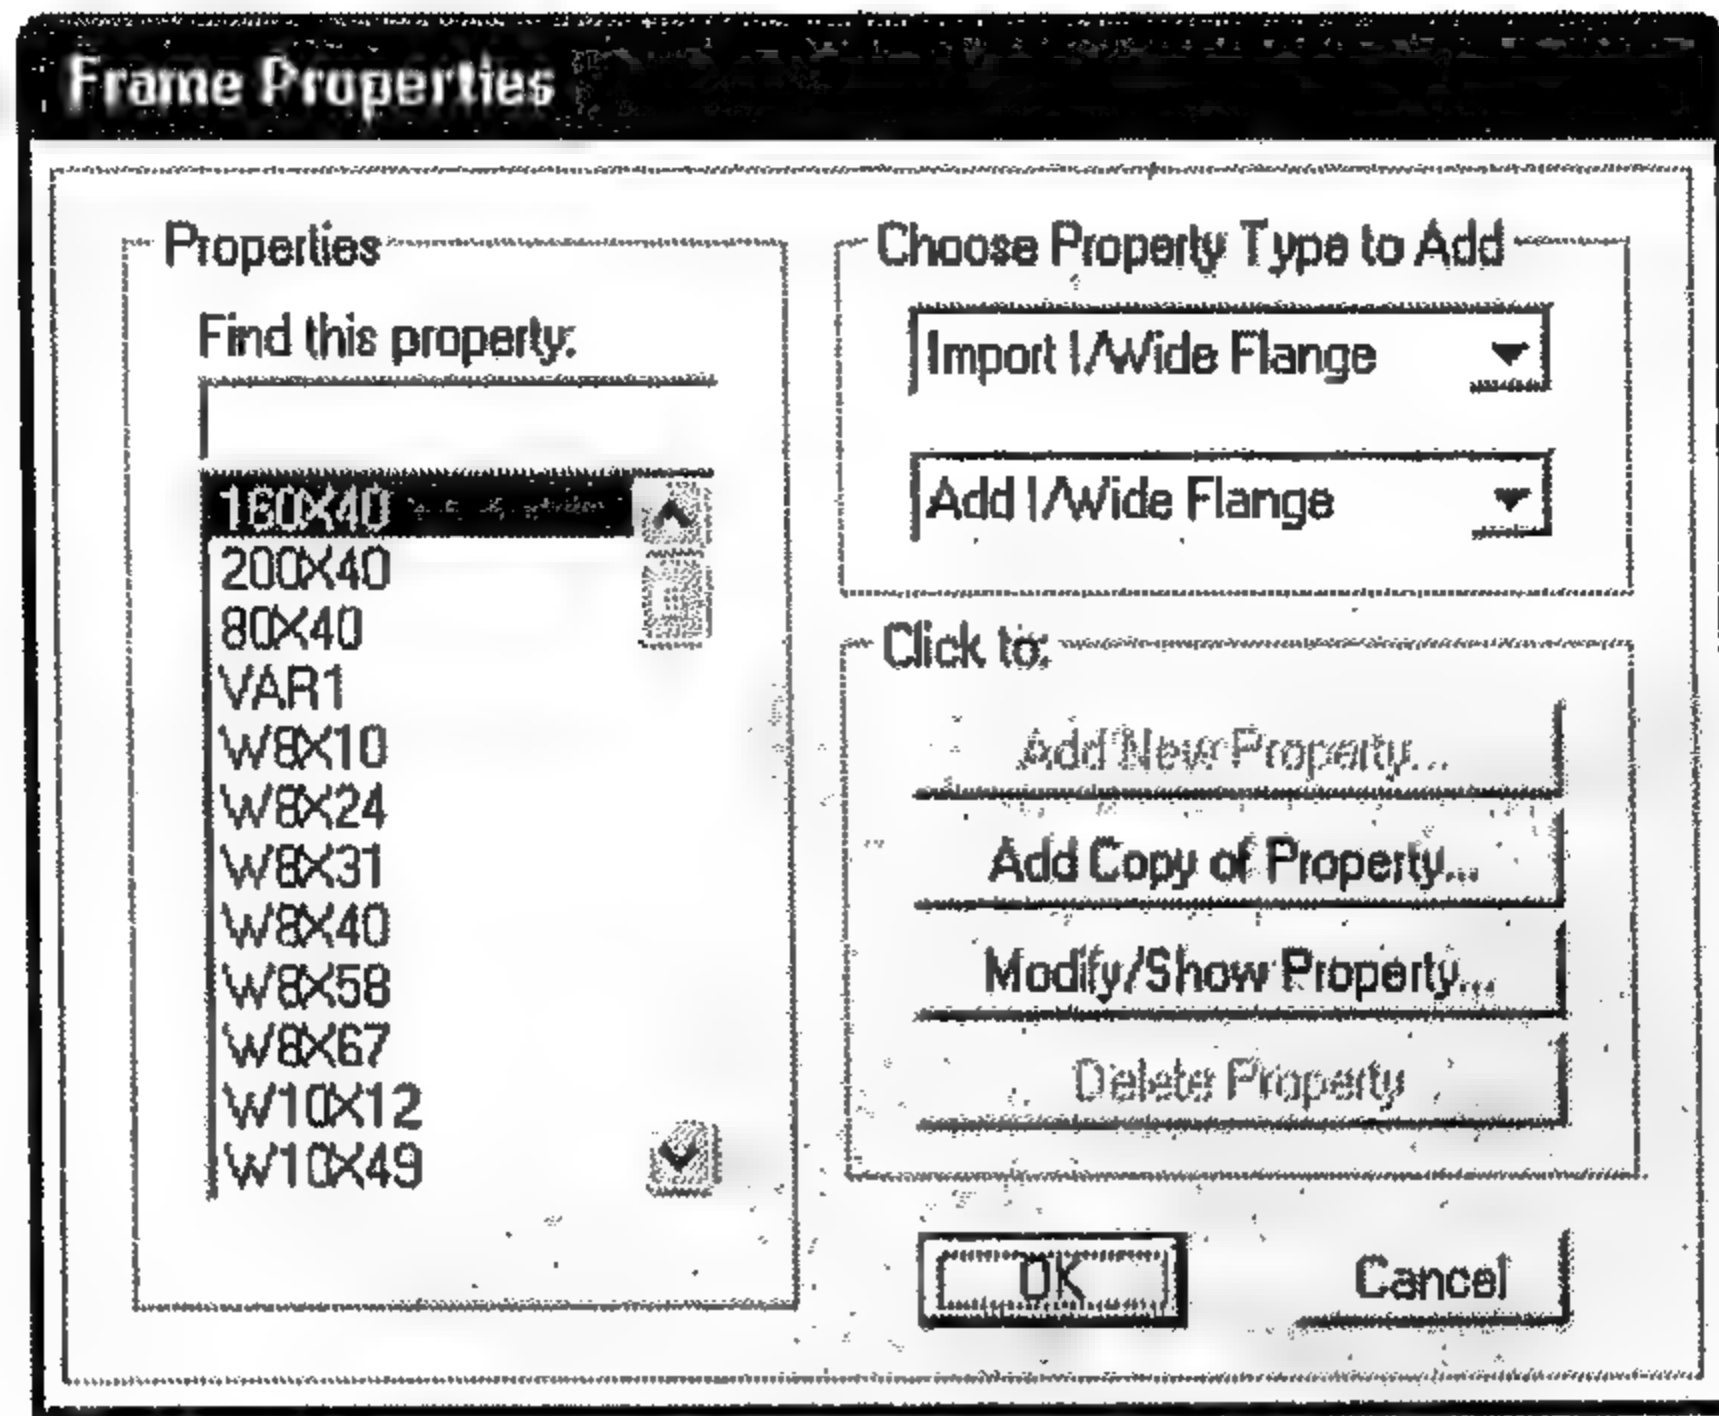 Frame Properties
Properties
Find this property:
160X40
200X40
80X40
VAR1
W8X10
W8X24
W8X31
W8X40
W8X58
W8X67
W10X12
W10X49
Choose Property Type to Add
Import I/Wide Flange
Add I/Wide Flange
Click to:
Add New Property...
Add Copy of Property...
Modify/Show Property...
Delete Property
OK
Cancel